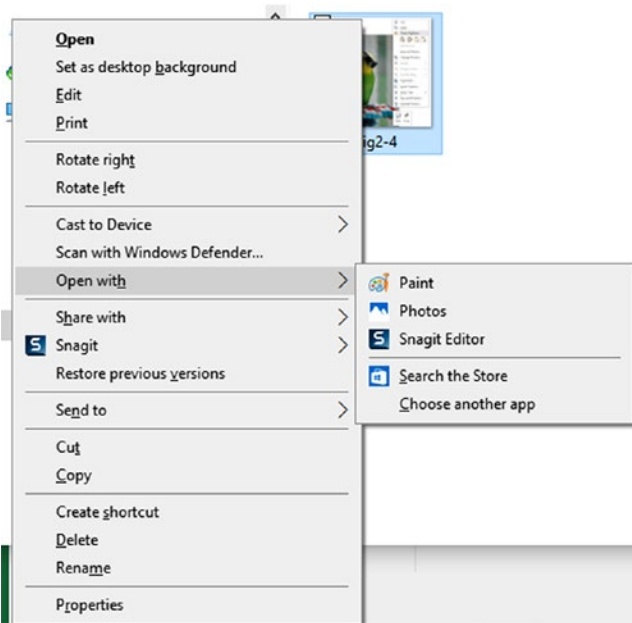 Open
Set as desktop background
Edit
Print
Rotate right
Rotate left
Cast to Device
Scan with Windows Defender...
Open with
Share with
Snagit
Restore previous versions
Send to
Cut
Copy
Create shortcut
Delete
Rename
Properties
ig2-4
Paint
Photos
Snagit Editor
Search the Store
Choose another app